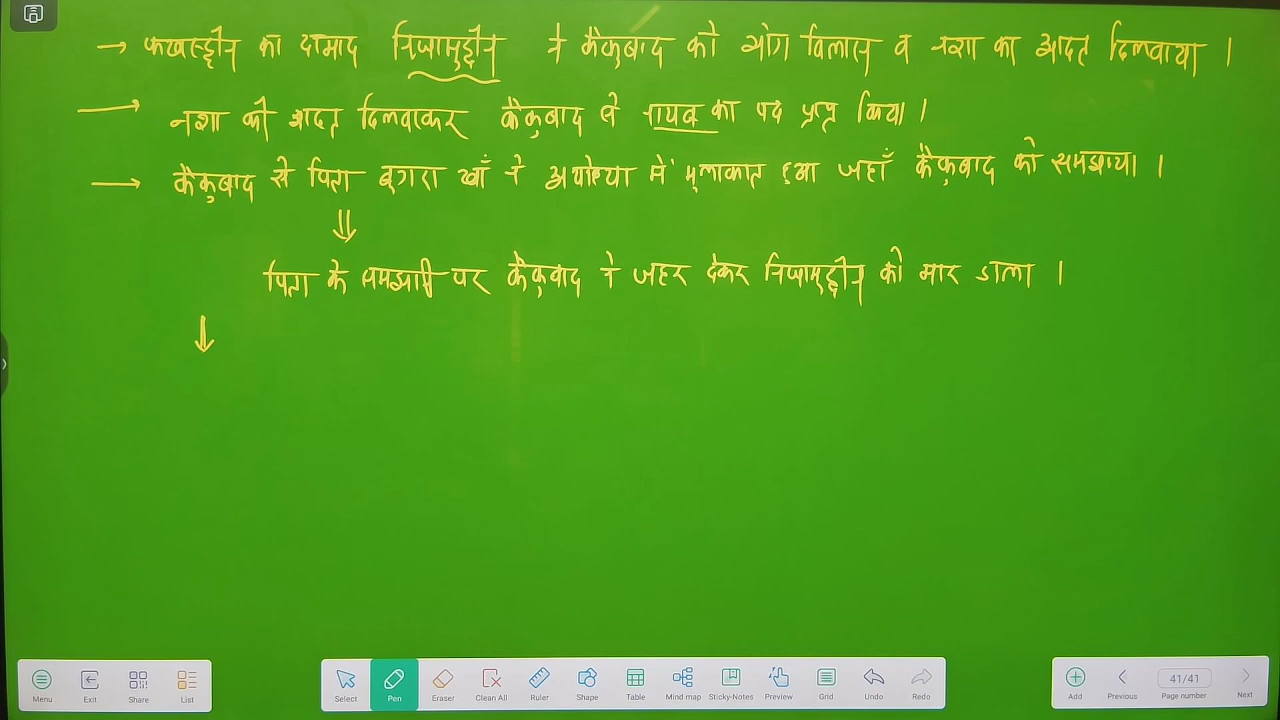 → फखरुद्दीन का दामाद निजामुद्दीन ने कैकुबाद को भोग विलास व नशा का आदत दिलवाया ।
→ नशा की आदत दिलवाकर कैकुबाद से नायब का पद प्राप्त किया ।
→ कैकुबाद से पिता बुगरा खाँ ने अयोध्या में मुलाकात हुआ जहाँ कैकुबाद को समझाया ।
⇓
पिता के समझाने पर कैकुबाद ने जहर देकर निजामुद्दीन को मार डाला ।
↓
Menu Exit Share List Select Pen Eraser Clean All Ruler Shape Table Mind map Sticky-Notes Preview Grid Undo Redo Add Previous 41/41 Page number Next